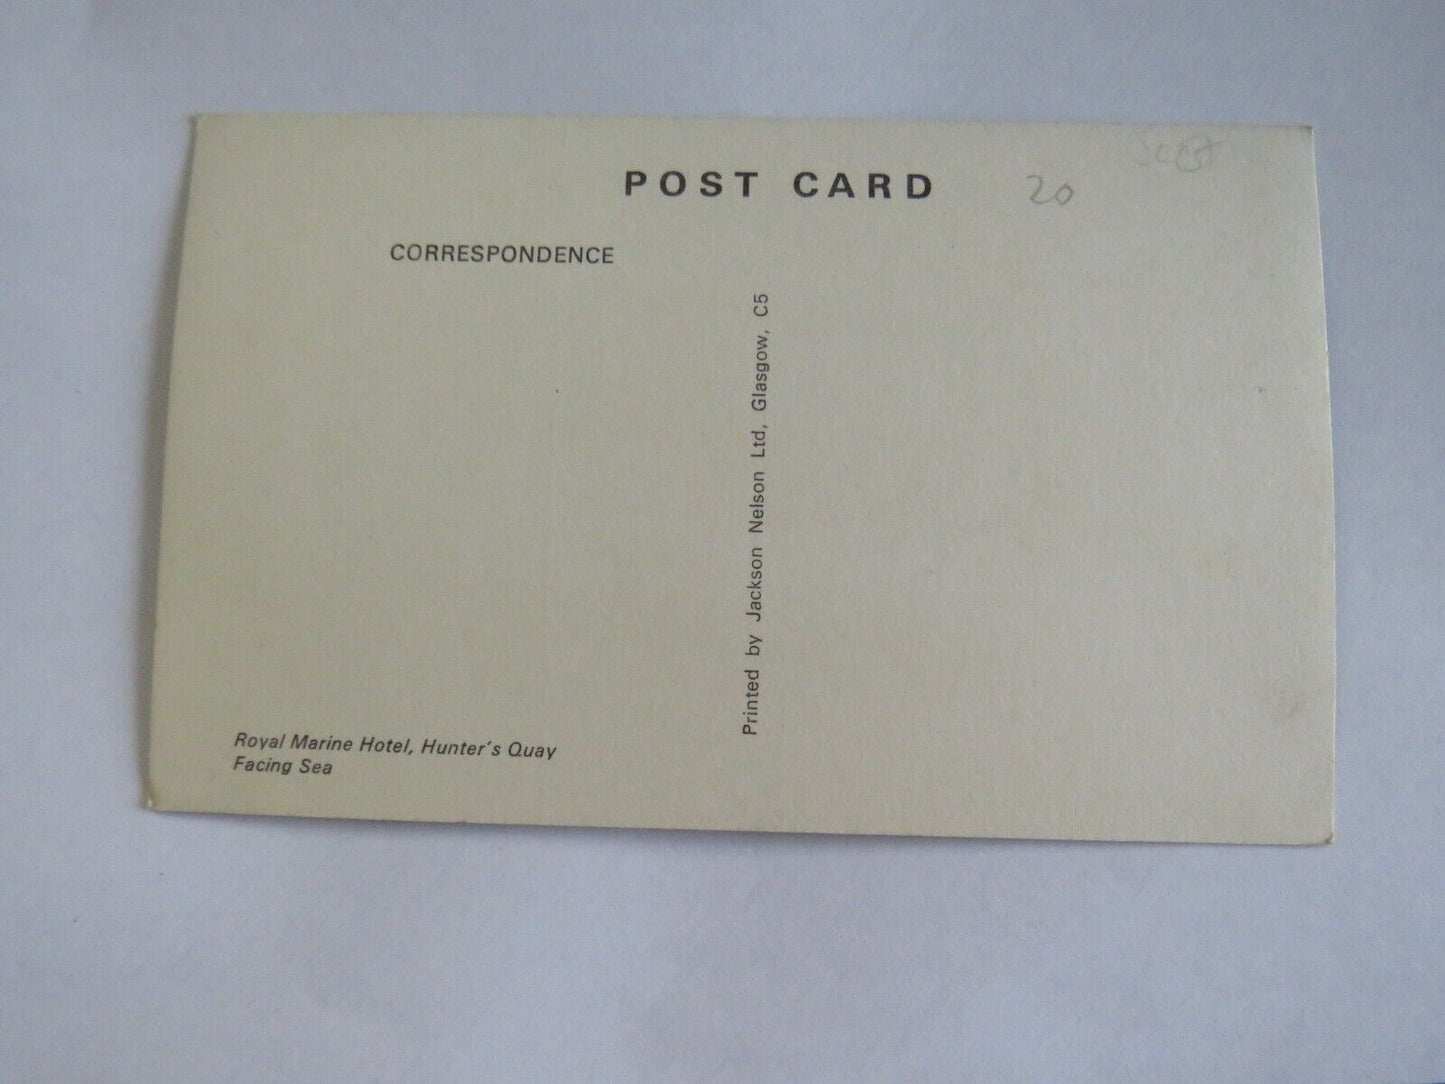 POST CARD
20
CORRESPONDENCE
Printed by Jackson Nelson Ltd, Glasgow, C5
Royal Marine Hotel, Hunter's Quay
Facing Sea